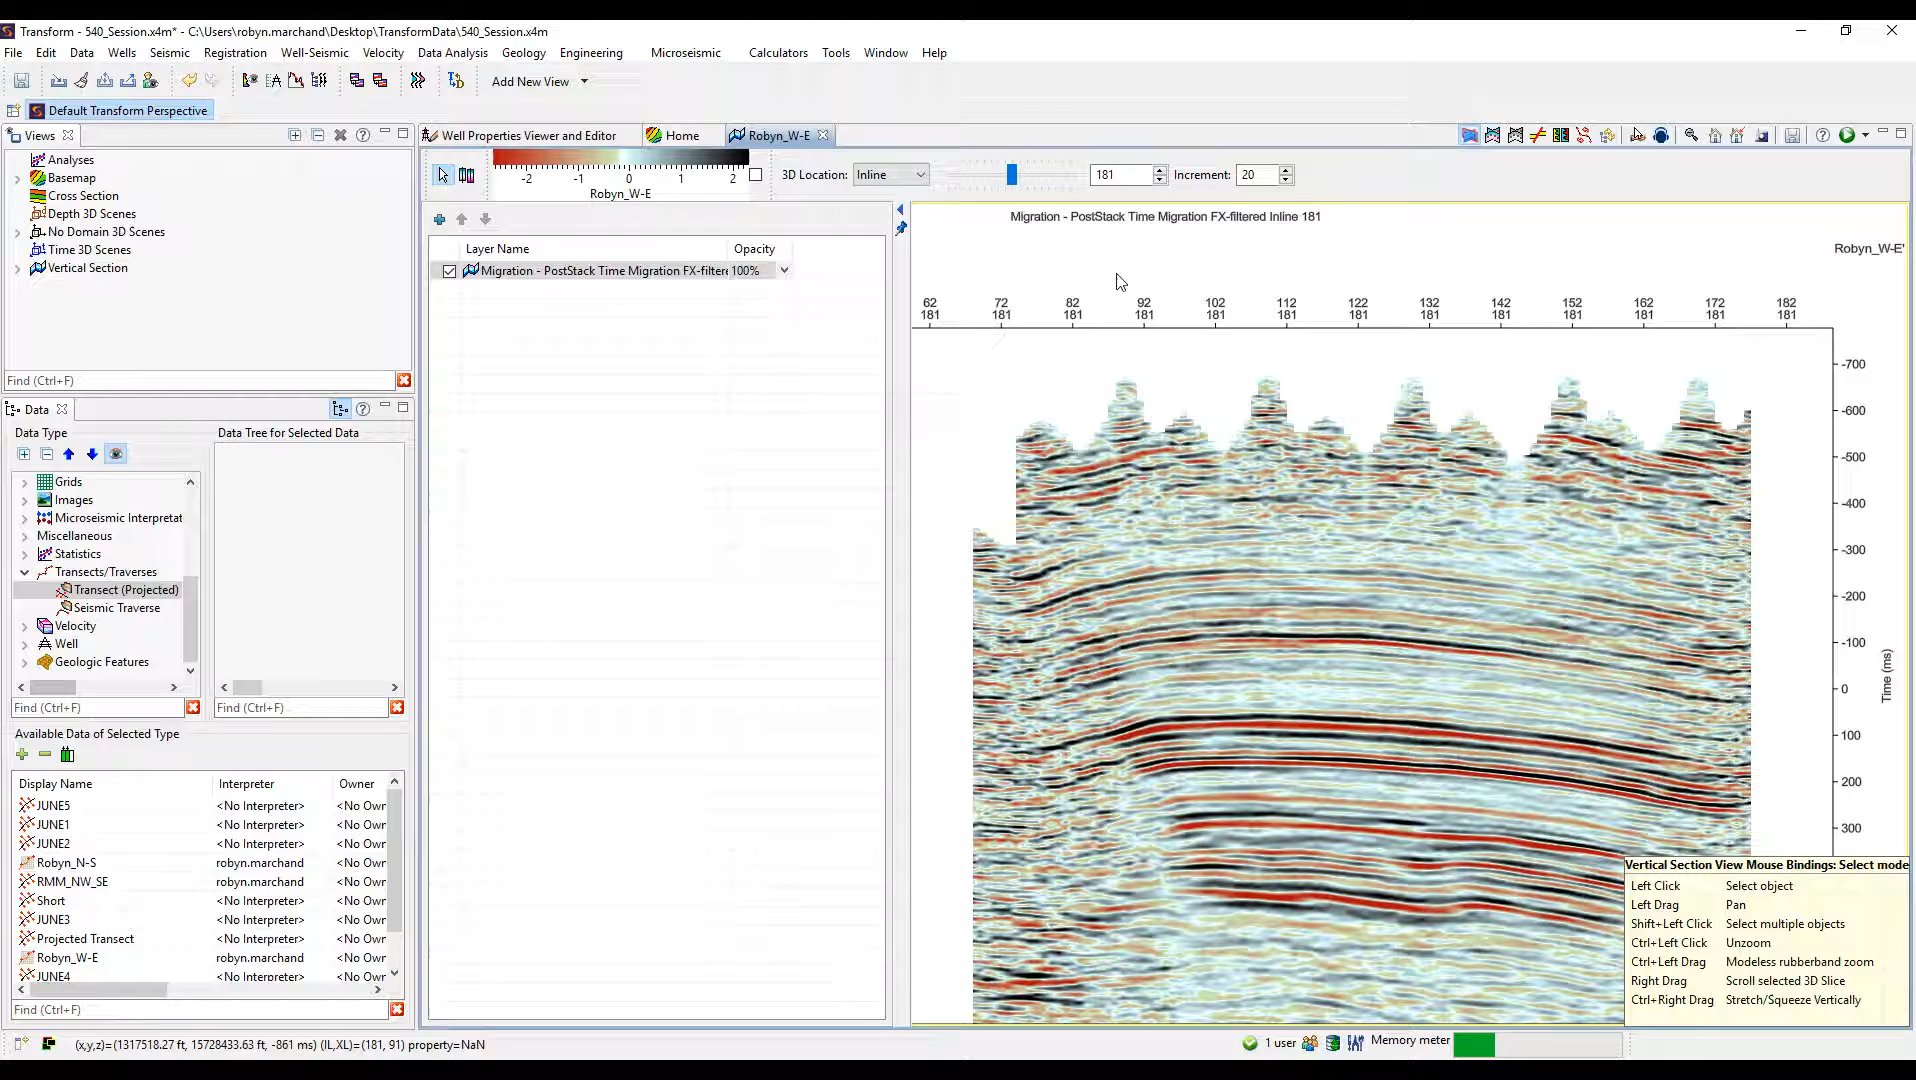 Transform - 540_Session.x4m* - C:\Users\robyn.marchand\Desktop\TransformData\540_Session.x4m
File Edit Data Wells Seismic Registration Well-Seismic Velocity Data Analysis Geology Engineering Microseismic Calculators Tools Window Help
Add New View
Default Transform Perspective
Views
Analyses
Basemap
Cross Section
Depth 3D Scenes
No Domain 3D Scenes
Time 3D Scenes
Vertical Section
Find (Ctrl+F)
Data
Data Type
Data Tree for Selected Data
Grids
Images
Microseismic Interpretat
Miscellaneous
Statistics
Transects/Traverses
Transect (Projected)
Seismic Traverse
Velocity
Well
Geologic Features
Find (Ctrl+F) Find (Ctrl+F)
Available Data of Selected Type
Display Name Interpreter Owner
JUNE5 <No Interpreter> <No Owr
JUNE1 <No Interpreter> <No Owr
JUNE2 <No Interpreter> <No Owr
Robyn_N-S robyn.marchand <No Owr
RMM_NW_SE robyn.marchand <No Owr
Short <No Interpreter> <No Owr
JUNE3 <No Interpreter> <No Owr
Projected Transect <No Interpreter> <No Owr
Robyn_W-E robyn.marchand <No Owr
JUNE4 <No Interpreter> <No Owr
Find (Ctrl+F)
Well Properties Viewer and Editor Home Robyn_W-E
-2 -1 0 1 2
Robyn_W-E
3D Location: Inline 181 Increment: 20
Layer Name Opacity
Migration - PostStack Time Migration FX-filtere 100%
Migration - PostStack Time Migration FX-filtered Inline 181
Robyn_W-E'
62 72 82 92 102 112 122 132 142 152 162 172 182
181 181 181 181 181 181 181 181 181 181 181 181 181
-700
-600
-500
-400
-300
-200
-100
0
100
200
300
Time (ms)
Vertical Section View Mouse Bindings: Select mode
Left Click Select object
Left Drag Pan
Shift+Left Click Select multiple objects
Ctrl+Left Click Unzoom
Ctrl+Left Drag Modeless rubberband zoom
Right Drag Scroll selected 3D Slice
Ctrl+Right Drag Stretch/Squeeze Vertically
(x,y,z)=(1317518.27 ft, 15728433.63 ft, -861 ms) (IL,XL)=(181, 91) property=NaN
1 user Memory meter